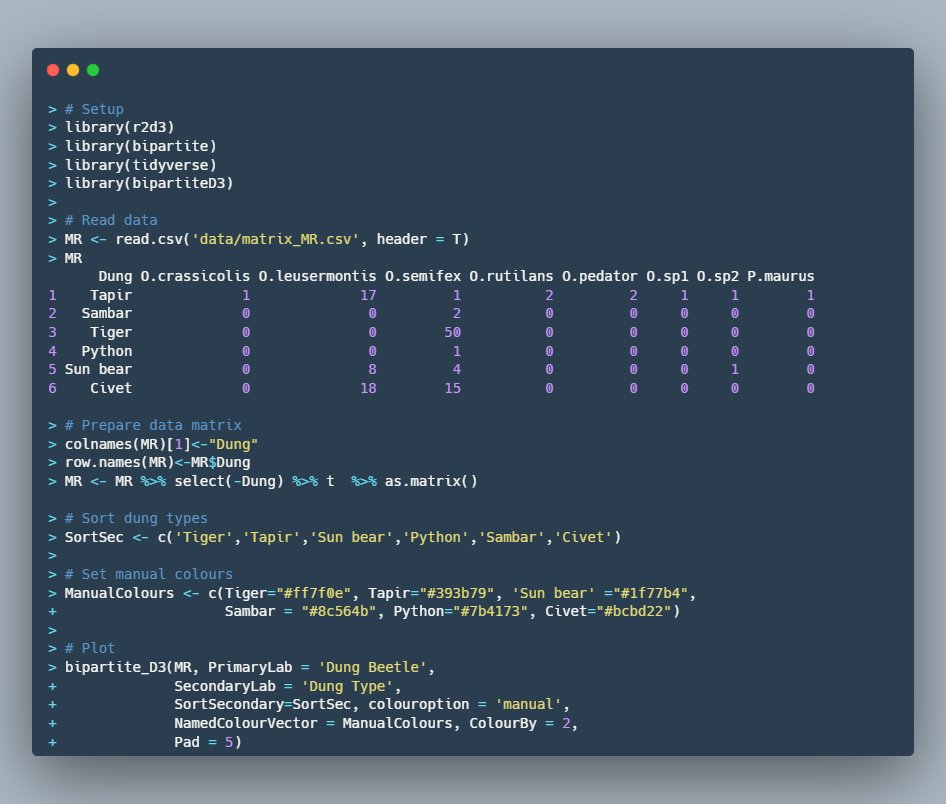 > # Setup
> library(r2d3)
> library(bipartite)
> library(tidyverse)
> library(bipartiteD3)
>
> # Read data
> MR <- read.csv('data/matrix_MR.csv', header = T)
> MR
    Dung O.crassicolis O.leusermontis O.semifex O.rutilans O.pedator O.sp1 O.sp2 P.maurus
1    Tapir             1             17         1          2         2     1     1        1
2   Sambar             0              0         2          0         0     0     0        0
3    Tiger             0              0        50          0         0     0     0        0
4   Python             0              0         1          0         0     0     0        0
5 Sun bear             0              8         4          0         0     0     1        0
6    Civet             0             18        15          0         0     0     0        0
> # Prepare data matrix
> colnames(MR)[1]<-"Dung"
> row.names(MR)<-MR$Dung
> MR <- MR %>% select(-Dung) %>% t  %>% as.matrix()
> # Sort dung types
> SortSec <- c('Tiger','Tapir','Sun bear','Python','Sambar','Civet')
>
> # Set manual colours
> ManualColours <- c(Tiger="#ff7f0e", Tapir="#393b79", 'Sun bear' ="#1f77b4",
+                    Sambar = "#8c564b", Python="#7b4173", Civet="#bcbd22")
>
> # Plot
> bipartite_D3(MR, PrimaryLab = 'Dung Beetle',
+              SecondaryLab = 'Dung Type',
+              SortSecondary=SortSec, colouroption = 'manual',
+              NamedColourVector = ManualColours, ColourBy = 2,
+              Pad = 5)